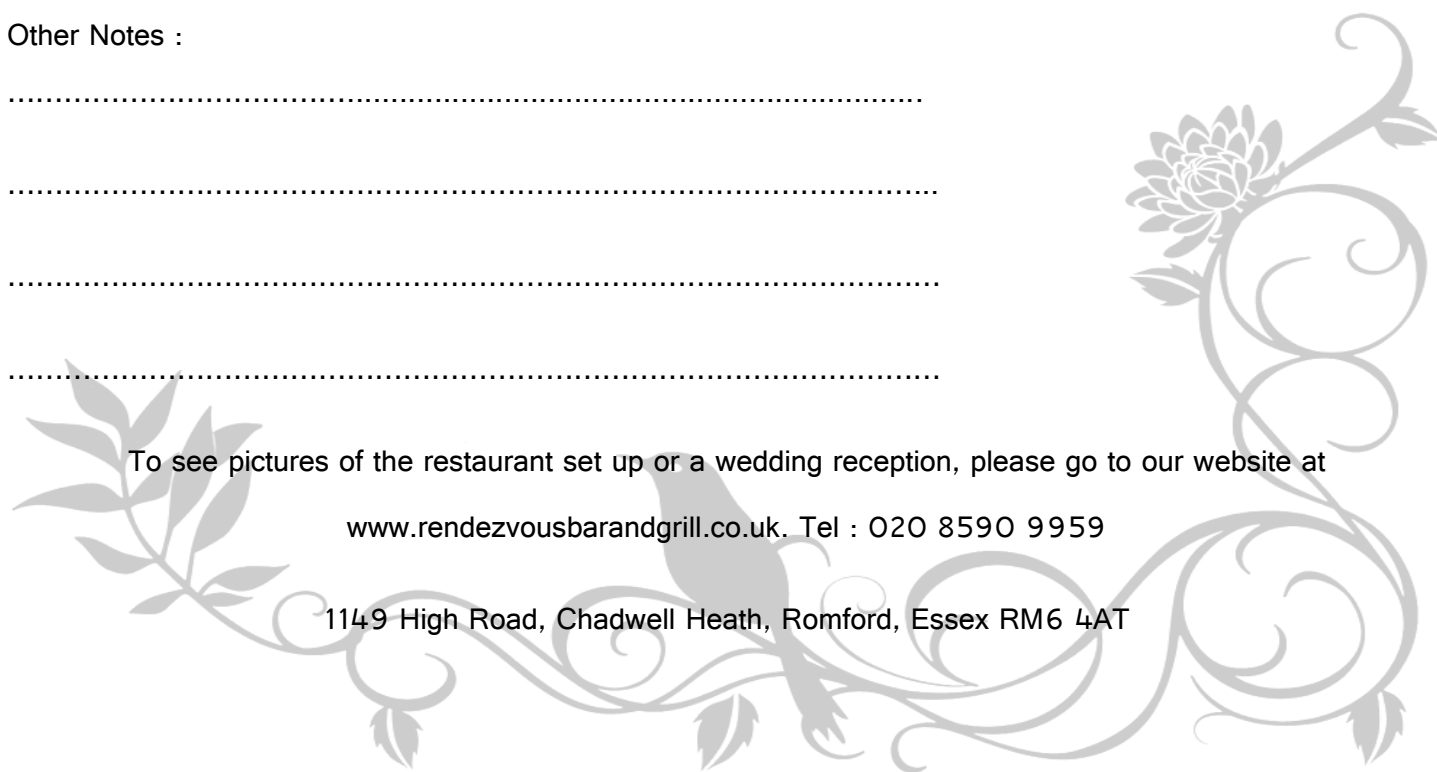 Other Notes :
……………………………….......................................................................
……………………………………………………………………………………...
………………………………………………………………………………………
………………………………………………………………………………………
To see pictures of the restaurant set up or a wedding reception, please go to our website at
www.rendezvousbarandgrill.co.uk. Tel : 020 8590 9959
1149 High Road, Chadwell Heath, Romford, Essex RM6 4AT